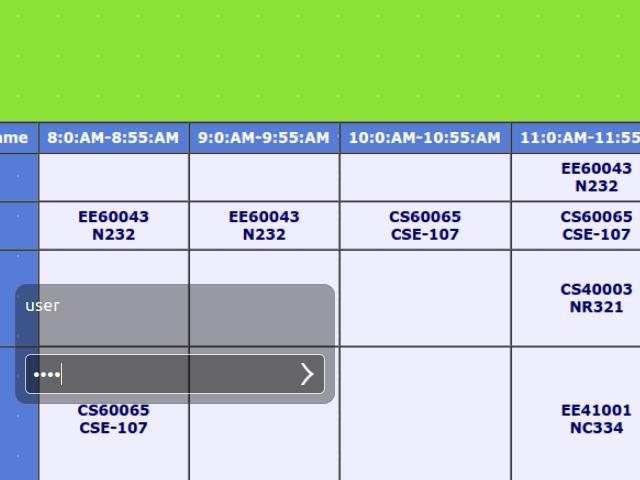 ame 8:0:AM-8:55:AM 9:0:AM-9:55:AM 10:0:AM-10:55:AM 11:0:AM-11:55
EE60043
N232
EE60043 EE60043 CS60065 CS60065
N232 N232 CSE-107 CSE-107
CS40003
NR321
user
••••
CS60065 EE41001
CSE-107 NC334